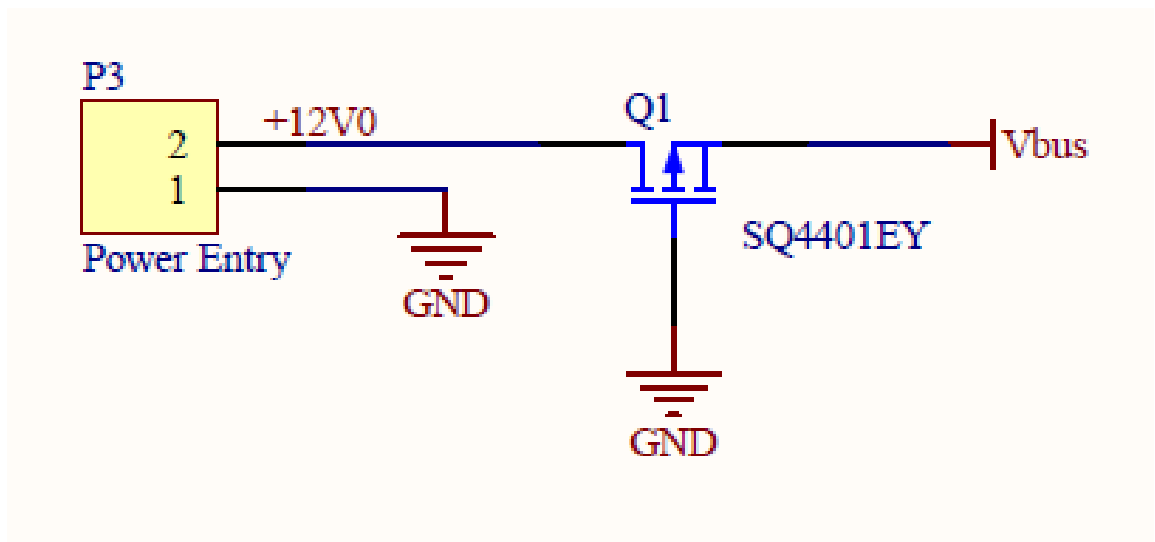 P3
+12V0
Q1
2
Vbus
1
SQ4401EY
Power Entry
GND
GND